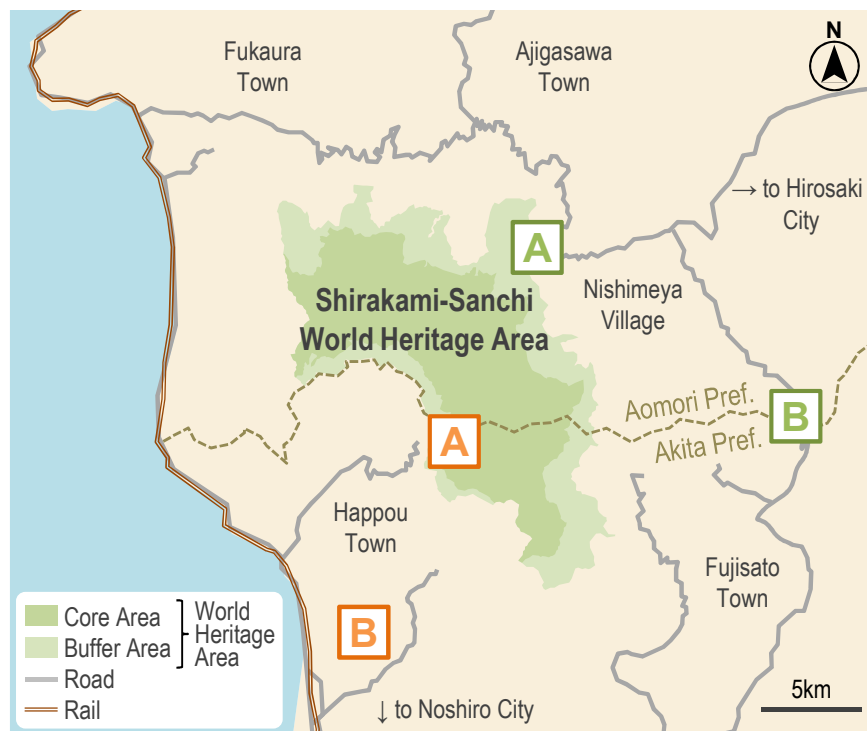 Fukaura
Town
Ajigasawa
Town
N
→ to Hirosaki
City
A
Nishimeya
Village
Shirakami-Sanchi
World Heritage Area
Aomori Pref.
Akita Pref.
B
A
Happou
Town
Fujisato
Town
B
Core Area
Buffer Area
World
Heritage
Area
Road
Rail
↓ to Noshiro City
5km